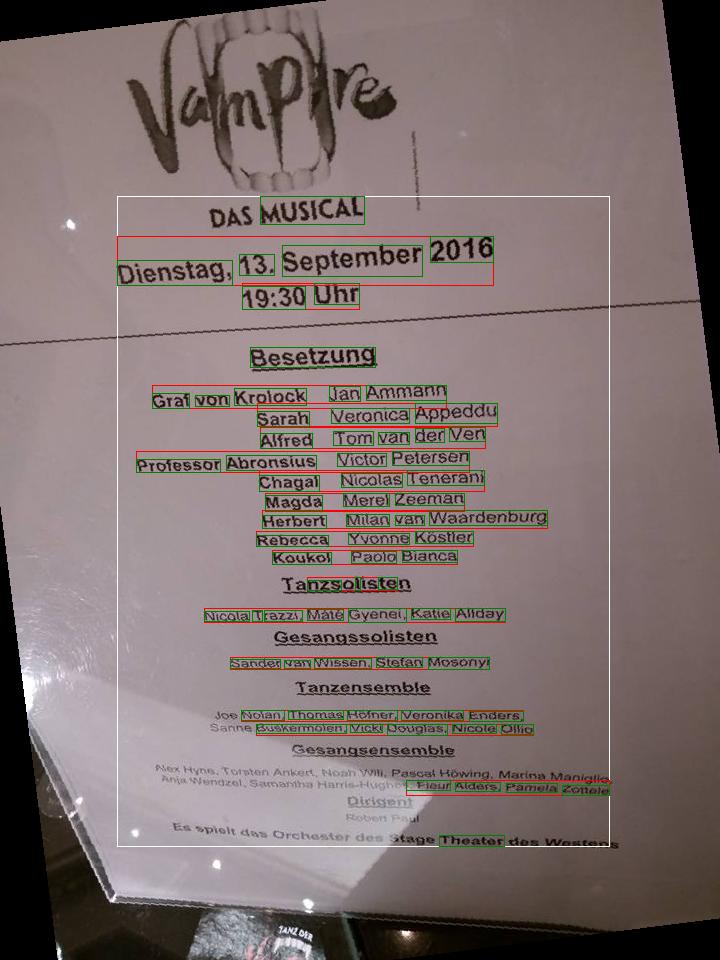 Vampire
DAS MUSICAL
Dienstag, 13. September 2016
19:30 Uhr
Besetzung
Graf von Krolock Jan Ammann
Sarah Veronica Appeddu
Alfred Tom van der Ven
Professor Abronsius Victor Petersen
Chagal Nicolas Tenerani
Magda Merel Zeeman
Herbert Milan van Waardenburg
Rebecca Yvonne Köstler
Koukol Paolo Bianca
Tanzsolisten
Nicola Trazzi, Máté Gyenei, Katie Allday
Gesangssolisten
Sander van Wissen, Stefan Mosonyi
Tanzensemble
Joe Nolan, Thomas Höfner, Veronika Enders,
Sanne Buskermolen, Vicki Douglas, Nicole Ollio
Gesangsensemble
Alex Hyne, Torsten Ankert, Noah Wili, Pascal Höwing, Marina Maniglio,
Anja Wendzel, Samantha Harris-Hughes, Fleur Alders, Pamela Zottele
Dirigent
Robert Paul
Es spielt das Orchester des Stage Theater des Westens
TANZ DER